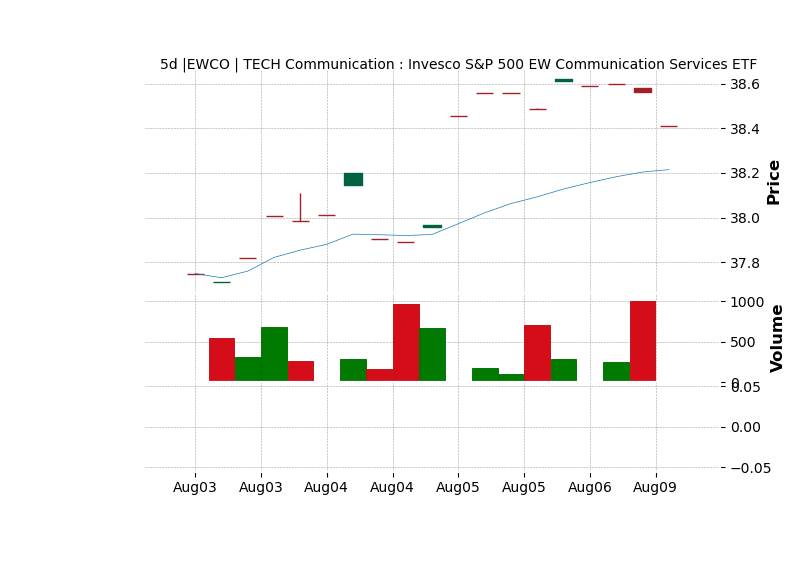 5d |EWCO | TECH Communication : Invesco S&P 500 EW Communication Services ETF
38.6
38.4
38.2
38.0
37.8
Price
1000
500
0
Volume
0.05
0.00
−0.05
Aug03 Aug03 Aug04 Aug04 Aug05 Aug05 Aug06 Aug09